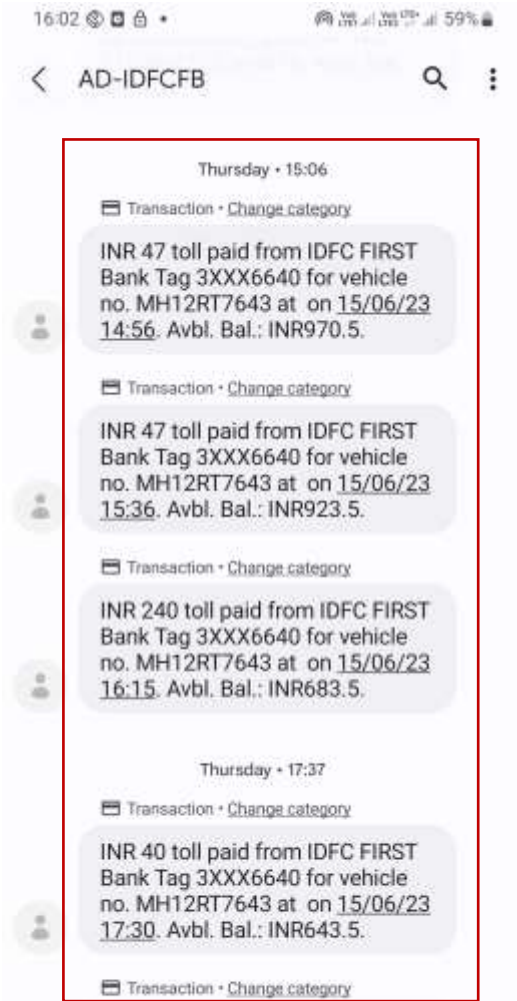 16:02 59%
AD-IDFCFB
Thursday • 15:06
Transaction • Change category
INR 47 toll paid from IDFC FIRST
Bank Tag 3XXX6640 for vehicle
no. MH12RT7643 at on 15/06/23
14:56. Avbl. Bal.: INR970.5.
Transaction • Change category
INR 47 toll paid from IDFC FIRST
Bank Tag 3XXX6640 for vehicle
no. MH12RT7643 at on 15/06/23
15:36. Avbl. Bal.: INR923.5.
Transaction • Change category
INR 240 toll paid from IDFC FIRST
Bank Tag 3XXX6640 for vehicle
no. MH12RT7643 at on 15/06/23
16:15. Avbl. Bal.: INR683.5.
Thursday • 17:37
Transaction • Change category
INR 40 toll paid from IDFC FIRST
Bank Tag 3XXX6640 for vehicle
no. MH12RT7643 at on 15/06/23
17:30. Avbl. Bal.: INR643.5.
Transaction • Change category